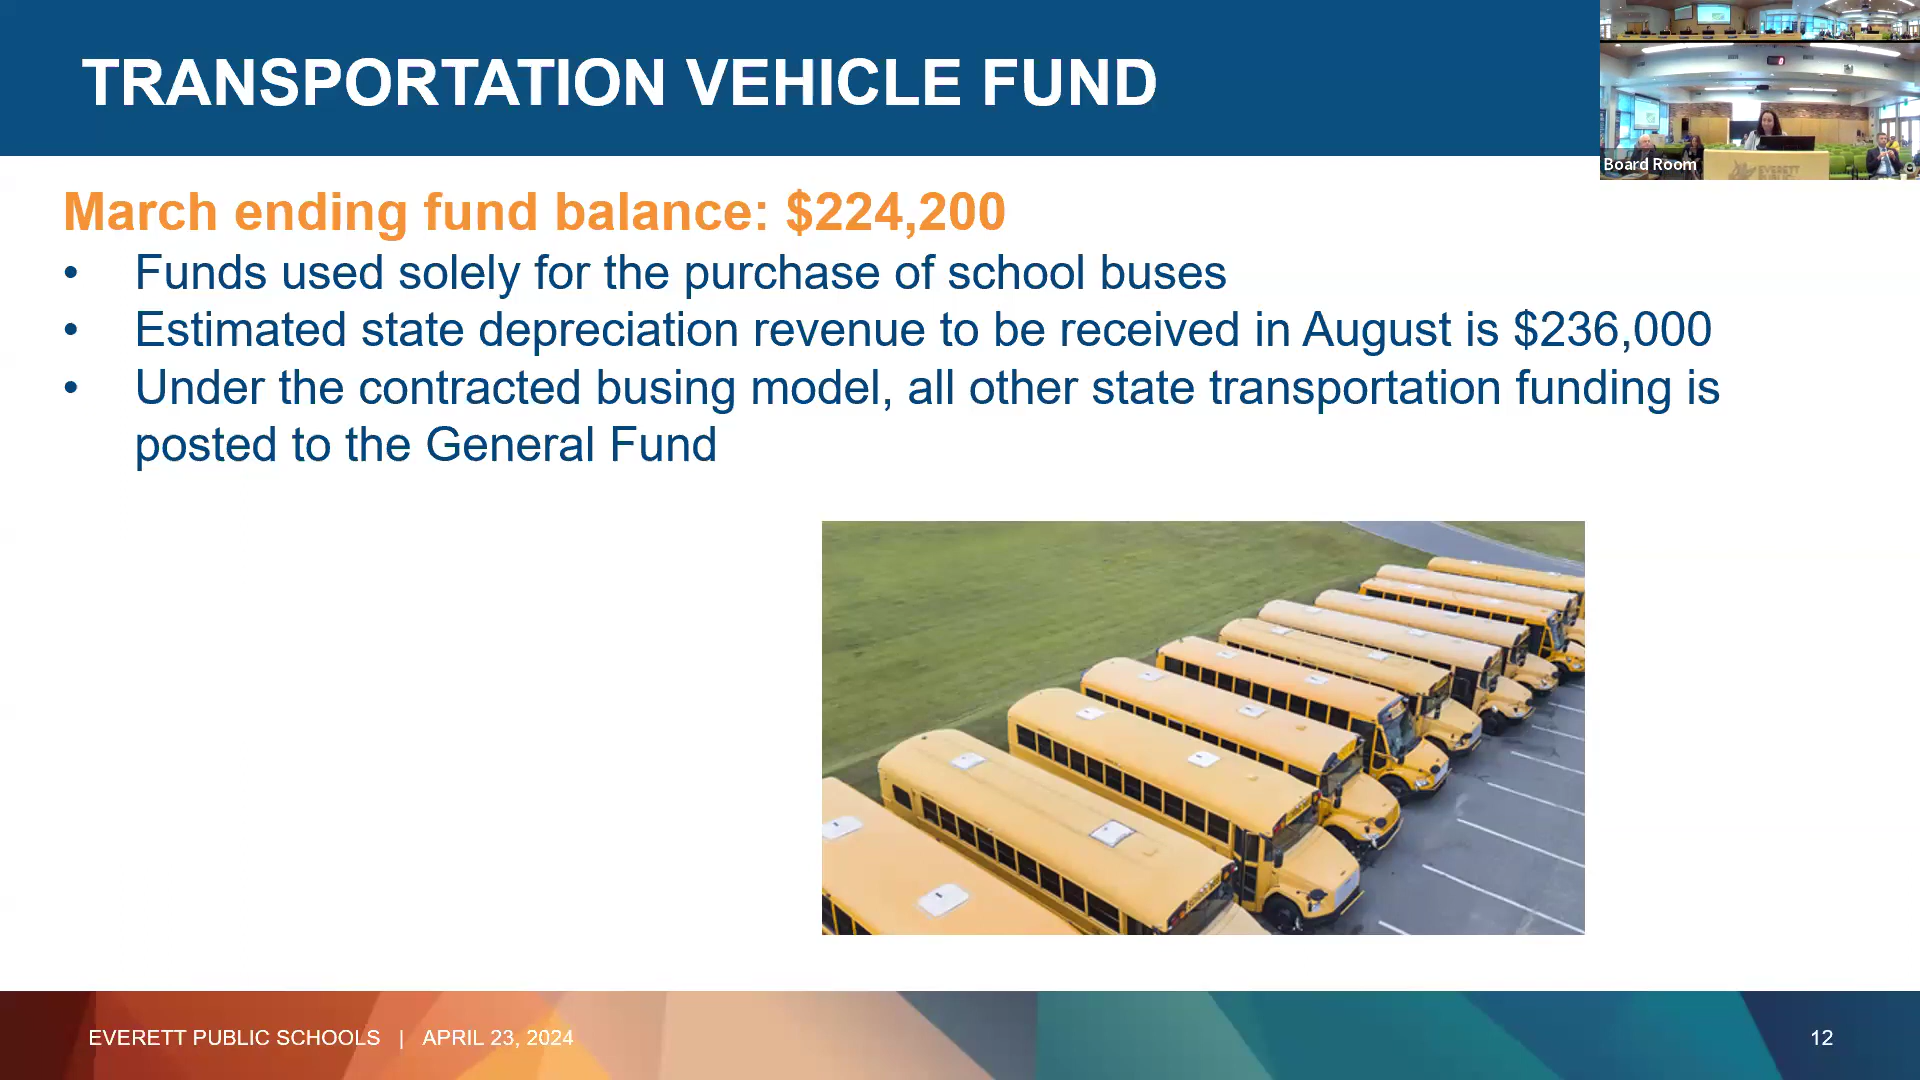 TRANSPORTATION VEHICLE FUND
Board Room
March ending fund balance: $224,200
• Funds used solely for the purchase of school buses
• Estimated state depreciation revenue to be received in August is $236,000
• Under the contracted busing model, all other state transportation funding is
posted to the General Fund
EVERETT PUBLIC SCHOOLS | APRIL 23, 2024
12